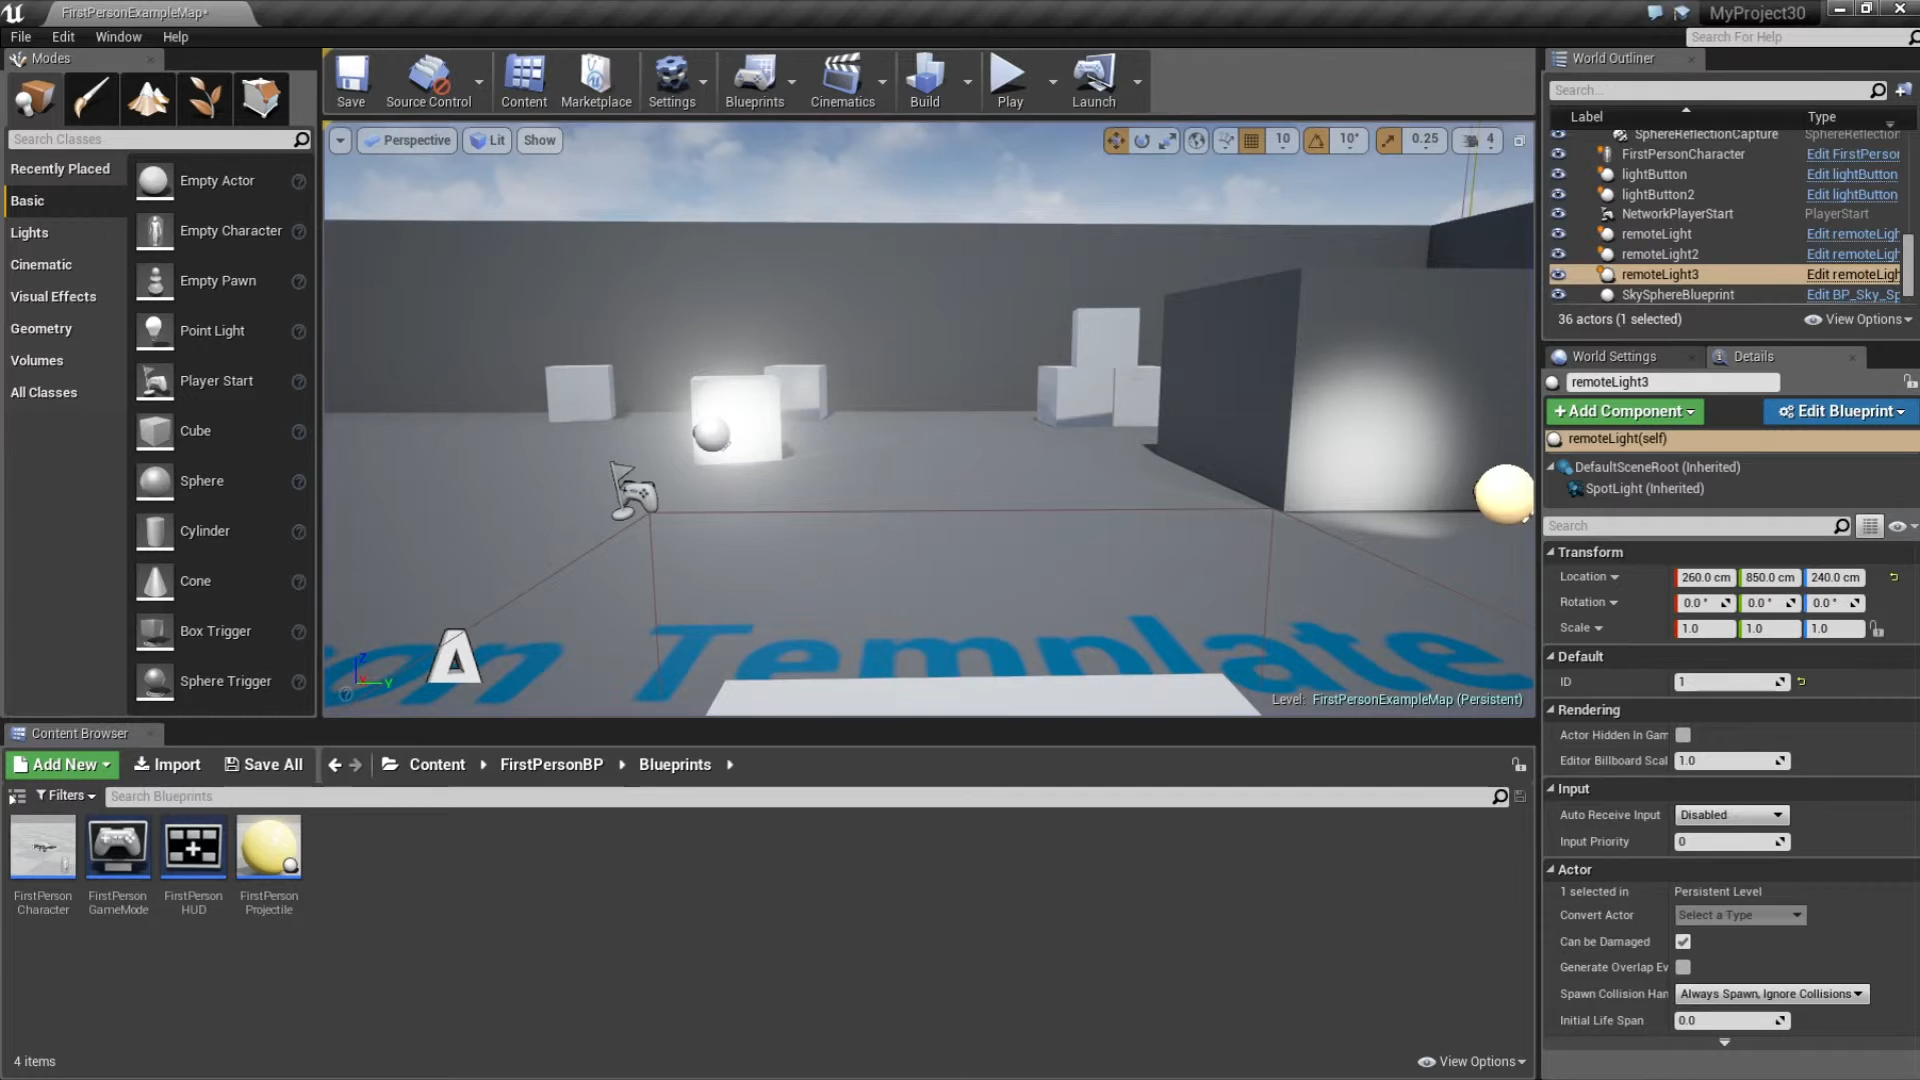 FirstPersonExampleMap*
MyProject30
File Edit Window Help
Search For Help
Modes
Search Classes
Recently Placed
Basic
Lights
Cinematic
Visual Effects
Geometry
Volumes
All Classes
Empty Actor
Empty Character
Empty Pawn
Point Light
Player Start
Cube
Sphere
Cylinder
Cone
Box Trigger
Sphere Trigger
Save Source Control Content Marketplace Settings Blueprints Cinematics Build Play Launch
Perspective Lit Show
10 10° 0.25 4
on Template
Level: FirstPersonExampleMap (Persistent)
World Outliner
Search...
Label Type
SphereReflectionCapture SphereReflection
FirstPersonCharacter Edit FirstPerson
lightButton Edit lightButton
lightButton2 Edit lightButton
NetworkPlayerStart PlayerStart
remoteLight Edit remoteLigh
remoteLight2 Edit remoteLigh
remoteLight3 Edit remoteLigh
SkySphereBlueprint Edit BP_Sky_Sp
36 actors (1 selected) View Options
World Settings Details
remoteLight3
+Add Component Edit Blueprint
remoteLight(self)
DefaultSceneRoot (Inherited)
SpotLight (Inherited)
Search
Transform
Location 260.0 cm 850.0 cm 240.0 cm
Rotation 0.0 ° 0.0 ° 0.0 °
Scale 1.0 1.0 1.0
Default
ID 1
Rendering
Actor Hidden In Gam
Editor Billboard Scal 1.0
Input
Auto Receive Input Disabled
Input Priority 0
Actor
1 selected in Persistent Level
Convert Actor Select a Type
Can be Damaged
Generate Overlap Ev
Spawn Collision Han Always Spawn, Ignore Collisions
Initial Life Span 0.0
Content Browser
Add New Import Save All Content FirstPersonBP Blueprints
Filters Search Blueprints
FirstPerson Character
FirstPerson GameMode
FirstPerson HUD
FirstPerson Projectile
4 items View Options